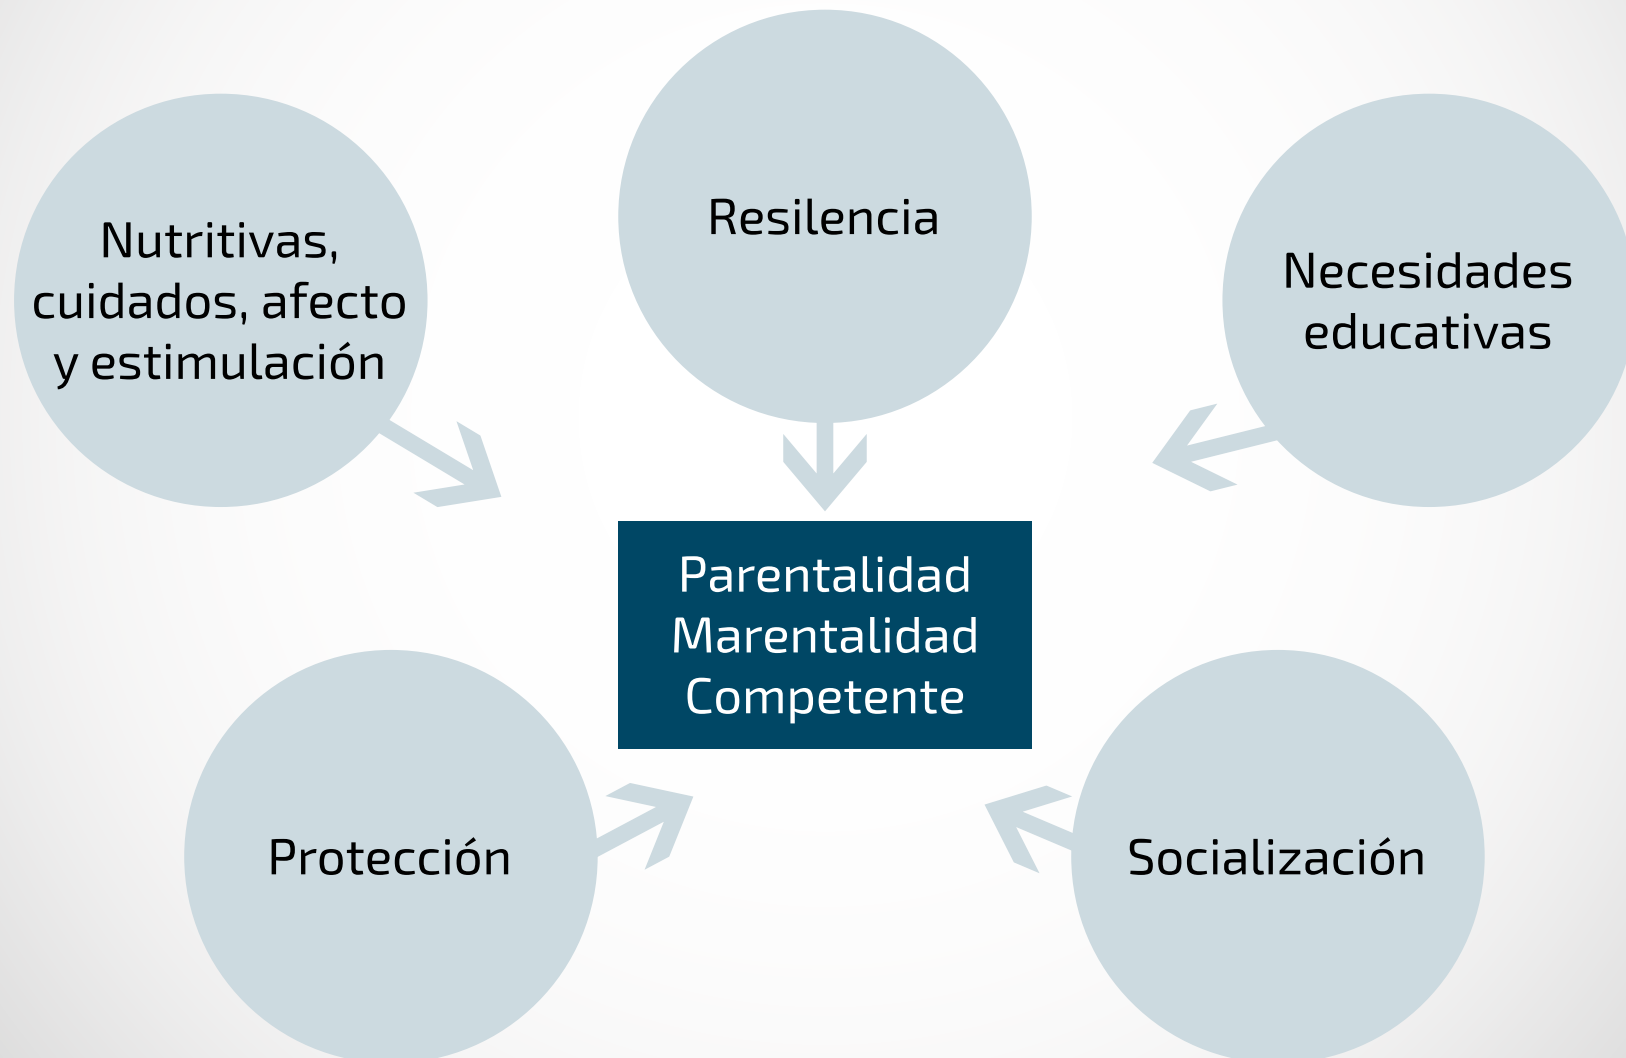 Resilencia
Nutritivas,
cuidados, afecto
y estimulación
Necesidades
educativas
Parentalidad
Marentalidad
Competente
Protección
Socialización